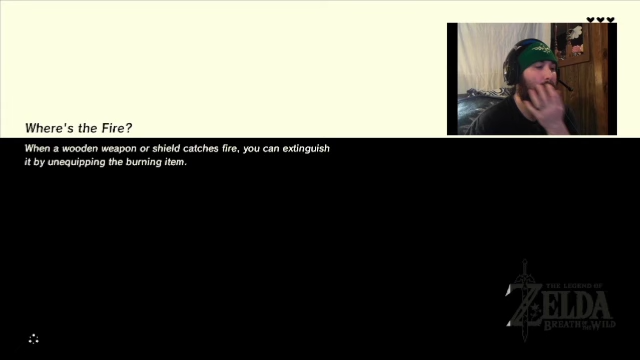 Where's the Fire?
When a wooden weapon or shield catches fire, you can extinguish
it by unequipping the burning item.
THE LEGEND OF
ZELDA
BREATH OF THE WILD